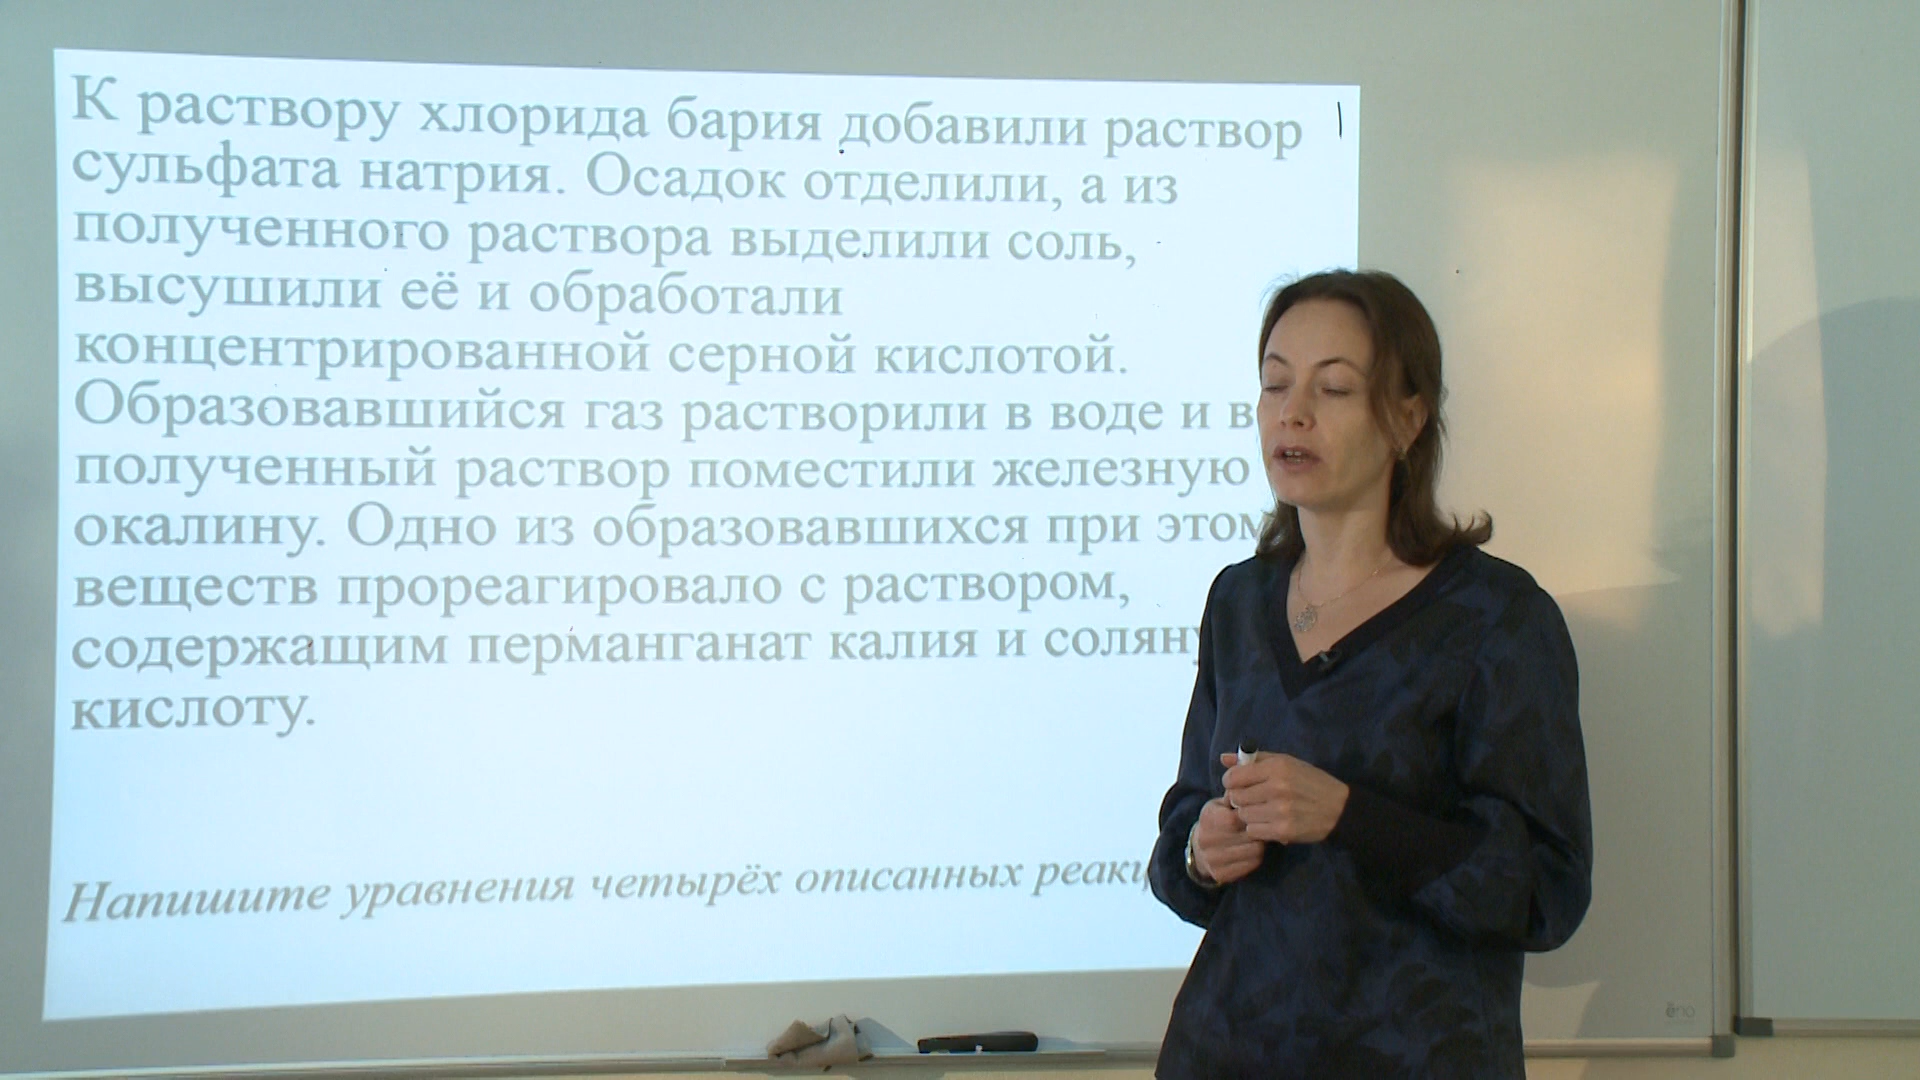 К раствору хлорида бария добавили раствор
сульфата натрия. Осадок отделили, а из
полученного раствора выделили соль,
высушили её и обработали
концентрированной серной кислотой.
Образовавшийся газ растворили в воде и в
полученный раствор поместили железную
окалину. Одно из образовавшихся при этом
веществ прореагировало с раствором,
содержащим перманганат калия и
кислоту.
Напишите уравнения четырёх описанных
ёno